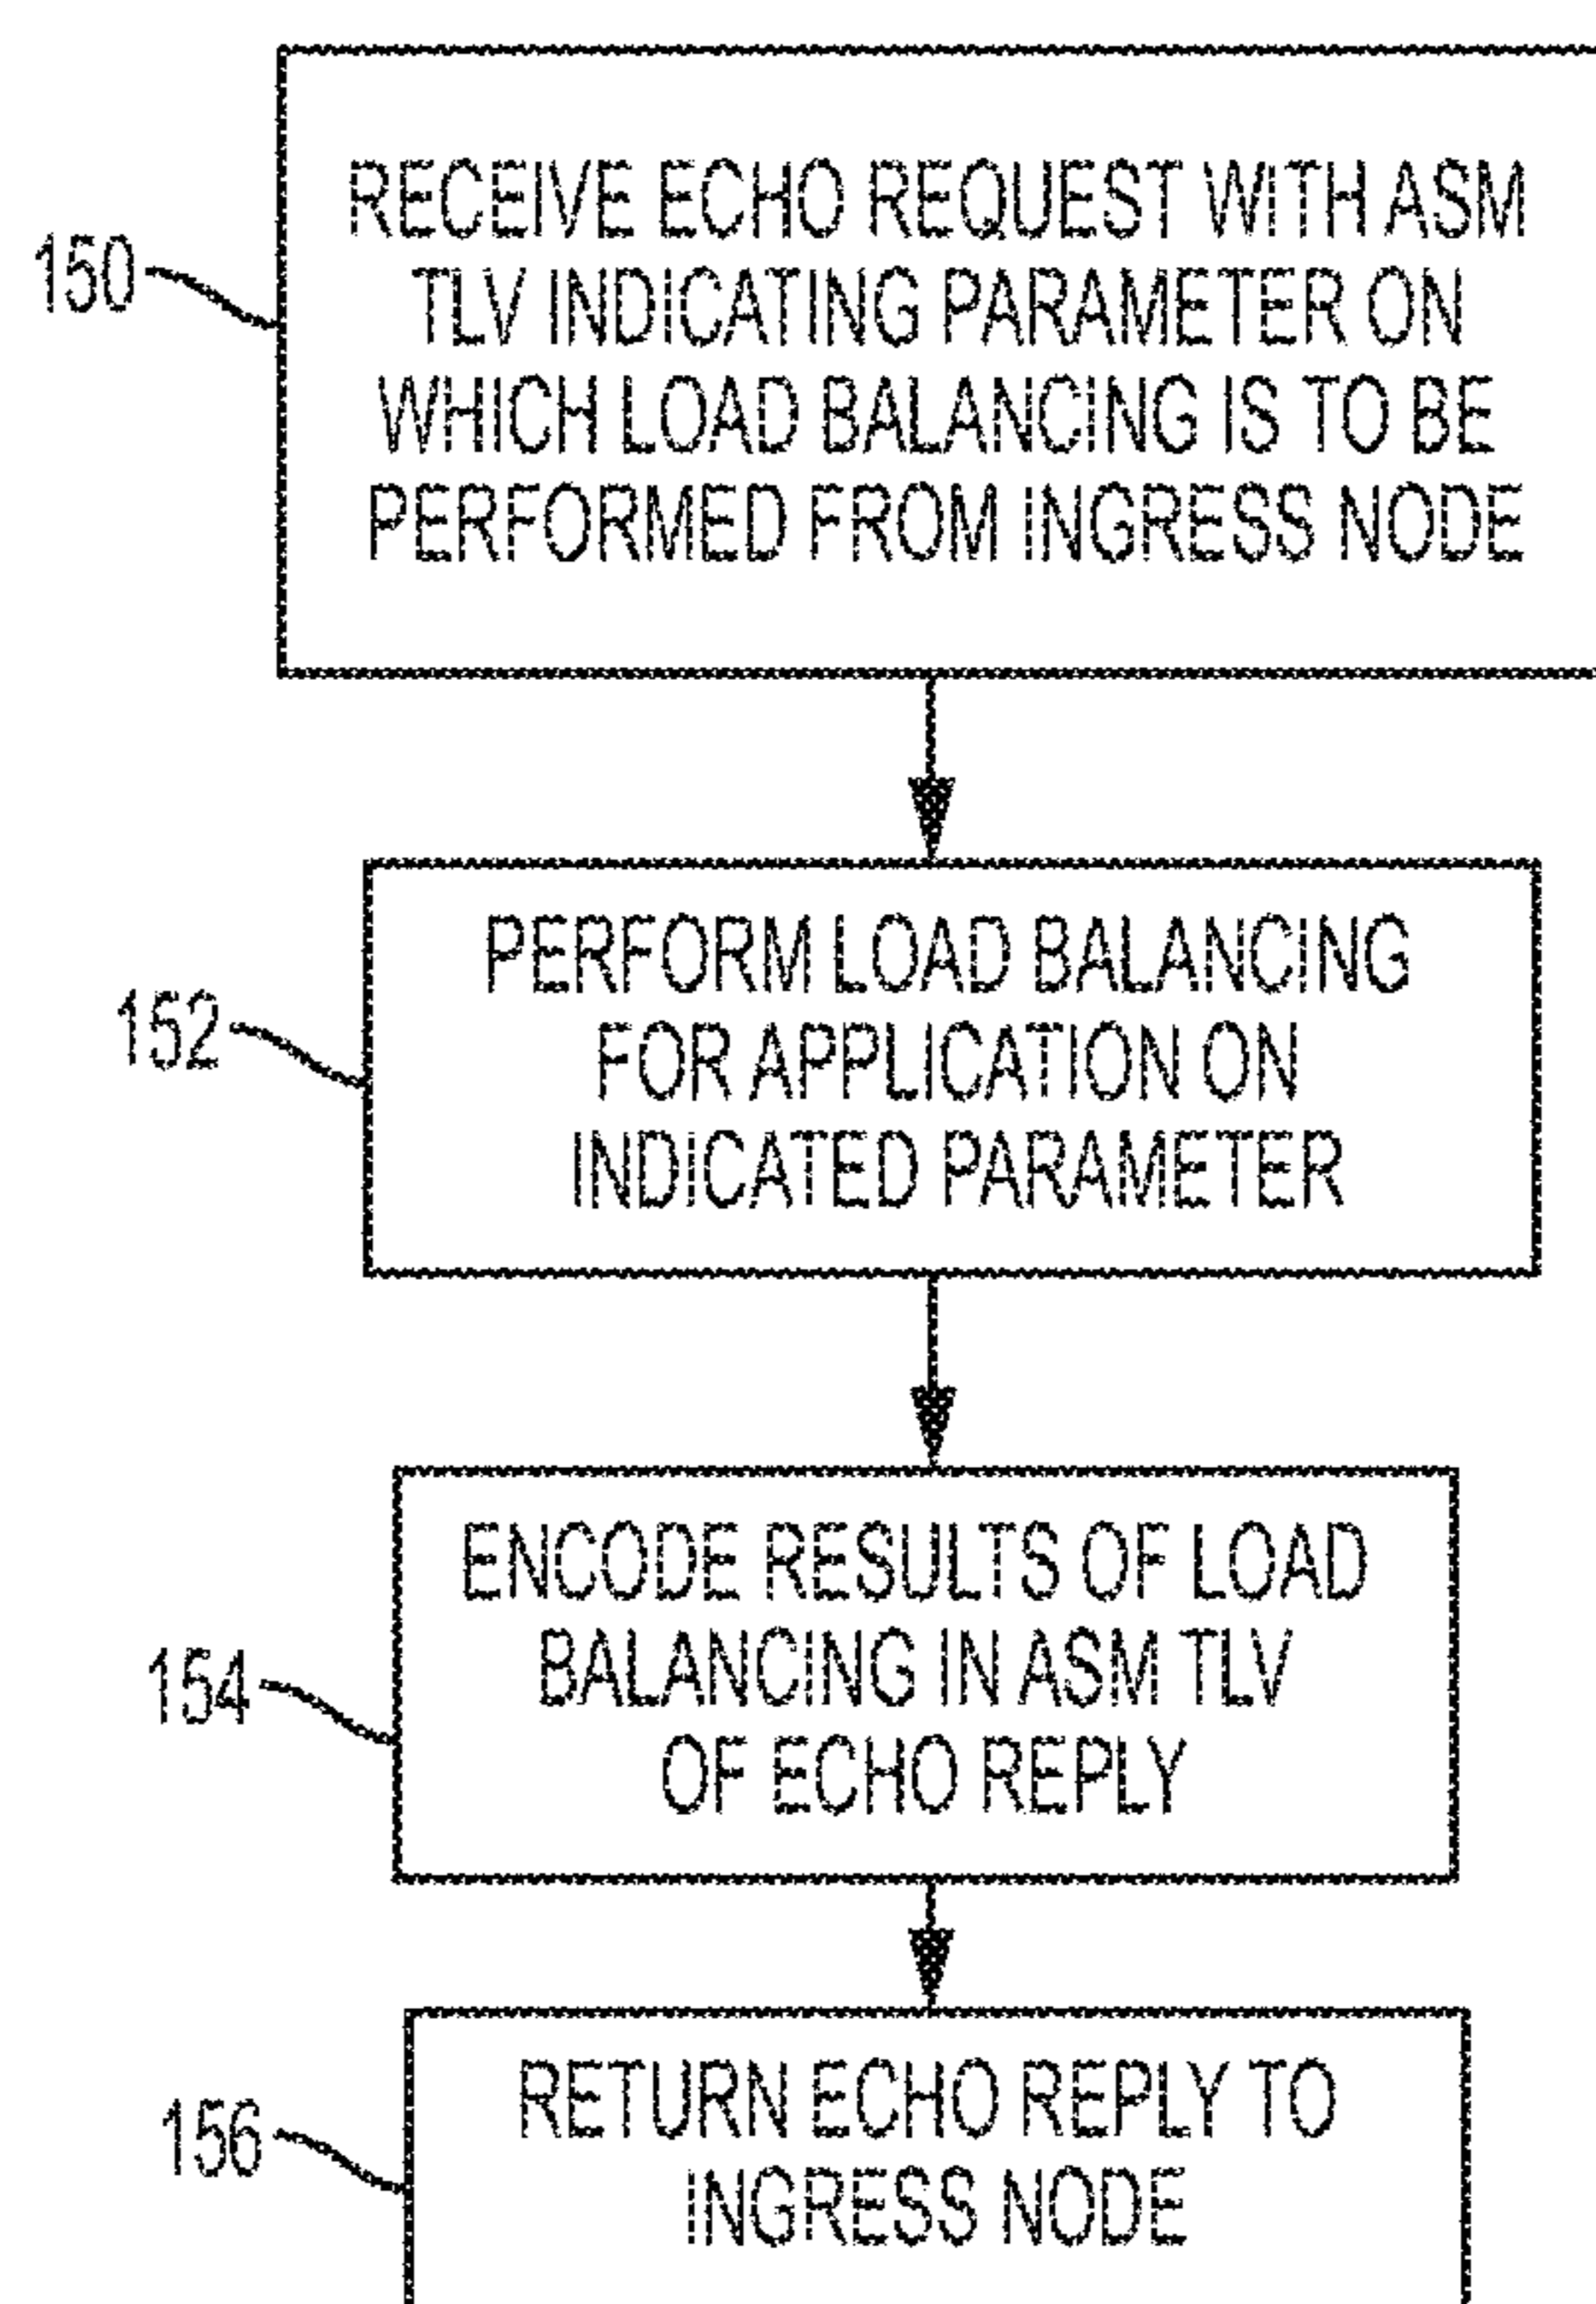 150
RECEIVE ECHO REQUEST WITH ASM
TLV INDICATING PARAMETER ON
WHICH LOAD BALANCING IS TO BE
PERFORMED FROM INGRESS NODE
152
PERFORM LOAD BALANCING
FOR APPLICATION ON
INDICATED PARAMETER
154
ENCODE RESULTS OF LOAD
BALANCING IN ASM TLV
OF ECHO REPLY
156
RETURN ECHO REPLY TO
INGRESS NODE